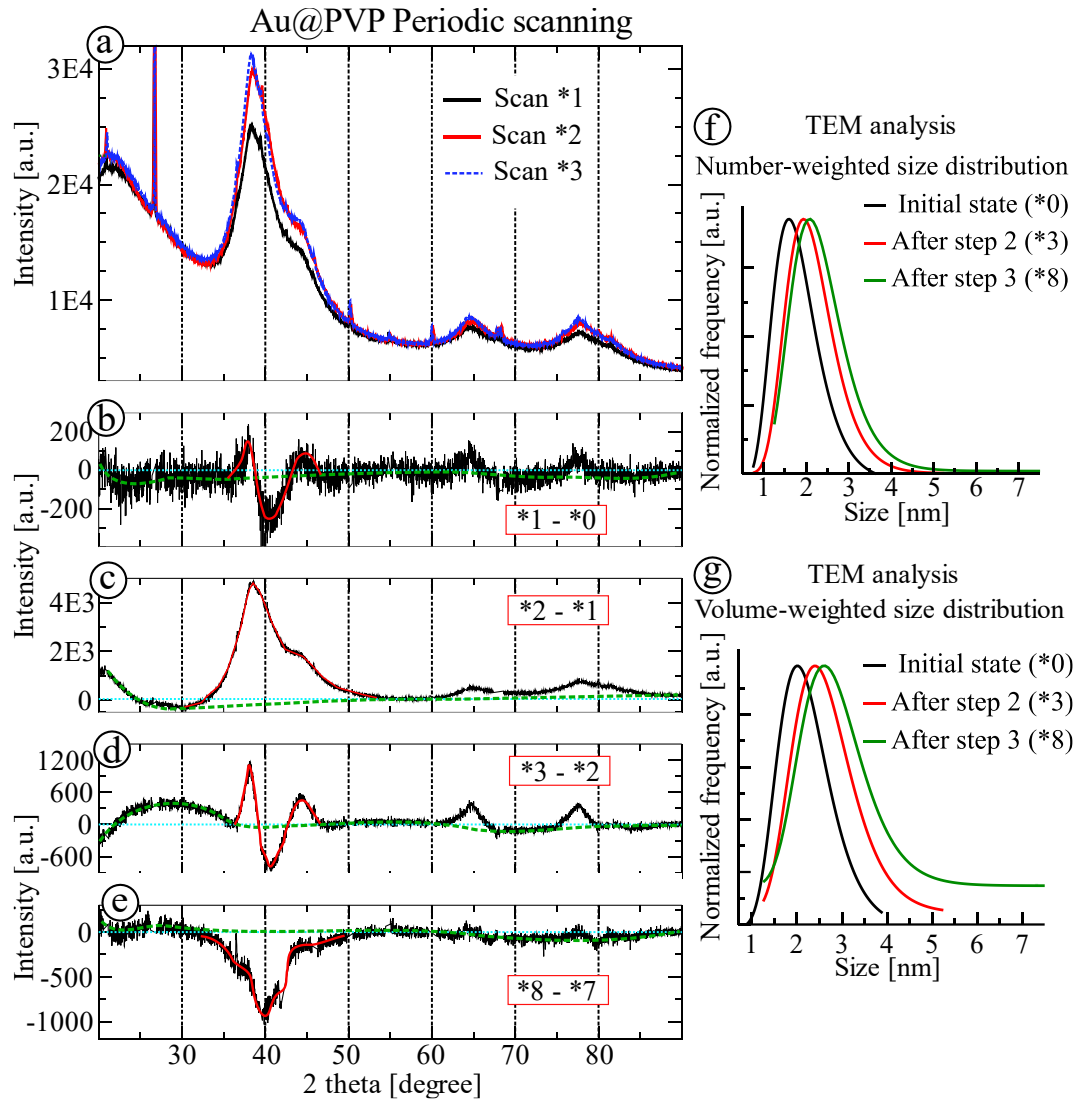 Au@PVP Periodic scanning
a
3E4
2E4
1E4
Intensity [a.u.]
Scan *1
Scan *2
Scan *3
b
200
0
-200
*1 - *0
Intensity [a.u.]
c
4E3
2E3
0
*2 - *1
d
1200
600
0
-600
*3 - *2
Intensity [a.u.]
e
0
-500
-1000
*8 - *7
30 40 50 60 70 80
2 theta [degree]
f
TEM analysis
Number-weighted size distribution
Initial state (*0)
After step 2 (*3)
After step 3 (*8)
Normalized frequency [a.u.]
1 2 3 4 5 6 7
Size [nm]
g
TEM analysis
Volume-weighted size distribution
Initial state (*0)
After step 2 (*3)
After step 3 (*8)
Normalized frequency [a.u.]
1 2 3 4 5 6 7
Size [nm]